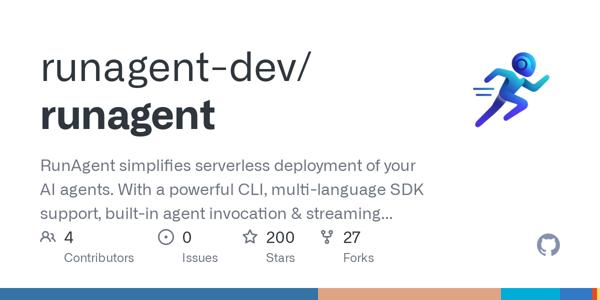 runagent-dev/
runagent
RunAgent simplifies serverless deployment of your
AI agents. With a powerful CLI, multi-language SDK
support, built-in agent invocation & streaming...
4 0 200 27
Contributors Issues Stars Forks